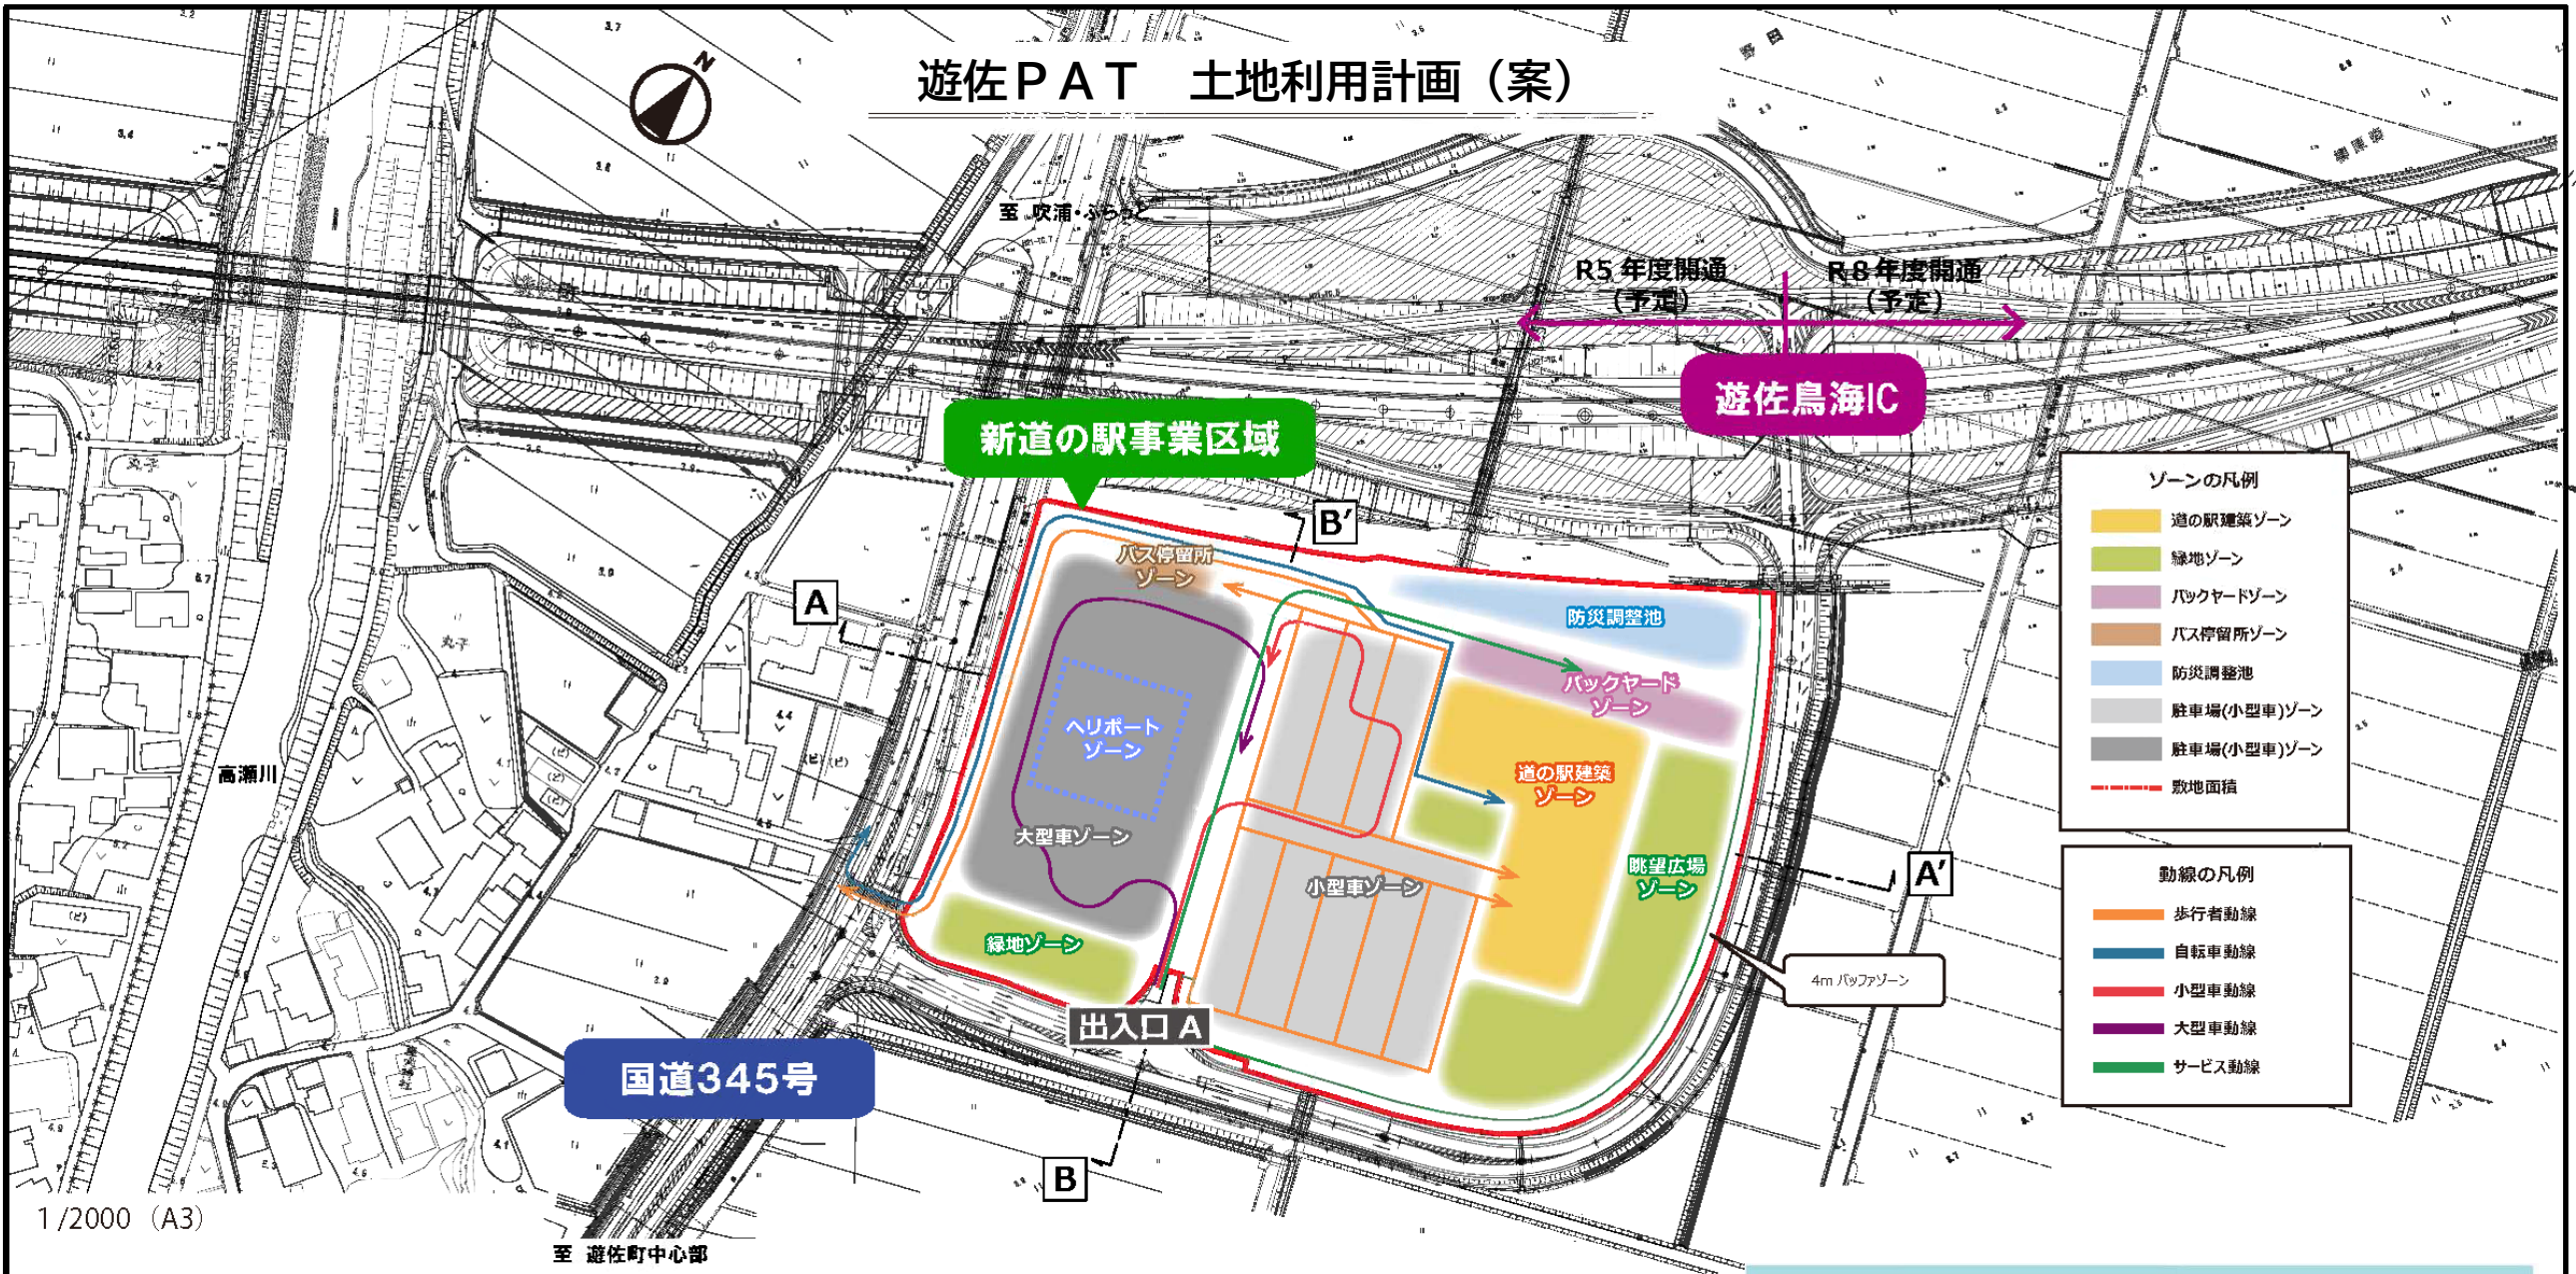 遊佐ＰＡＴ　土地利用計画（案）
N
至 吹浦・ふらっと
R5 年度開通
（予定）
R8 年度開通
（予定）
遊佐鳥海IC
新道の駅事業区域
B′
A
バス停留所
ゾーン
防災調整池
バックヤード
ゾーン
ヘリポート
ゾーン
道の駅建築
ゾーン
大型車ゾーン
小型車ゾーン
眺望広場
ゾーン
A′
緑地ゾーン
4m バッファゾーン
出入口 A
国道345号
B
高瀬川
丸子
丸子
1/2000（A3）
至 遊佐町中心部
ゾーンの凡例
道の駅建築ゾーン
緑地ゾーン
バックヤードゾーン
バス停留所ゾーン
防災調整池
駐車場(小型車)ゾーン
駐車場(小型車)ゾーン
敷地面積
動線の凡例
歩行者動線
自転車動線
小型車動線
大型車動線
サービス動線